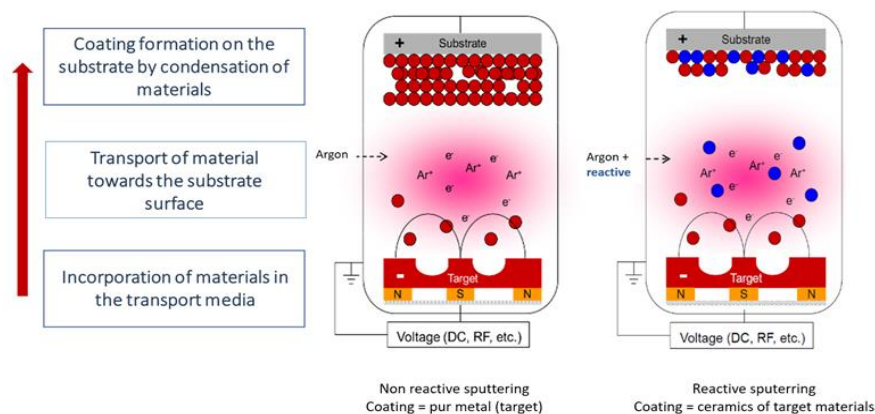 Coating formation on the
substrate by condensation of
materials
Transport of material
towards the substrate
surface
Incorporation of materials in
the transport media
+
Substrate
Argon
e-
e-
Ar+
Ar+
Ar+
e-
e-
-
Target
N
S
N
Voltage (DC, RF, etc.)
Non reactive sputtering
Coating = pur metal (target)
+
Substrate
Argon +
reactive
e-
e-
Ar+
Ar+
Ar+
e-
e-
-
Target
N
S
N
Voltage (DC, RF, etc.)
Reactive sputerring
Coating = ceramics of target materials